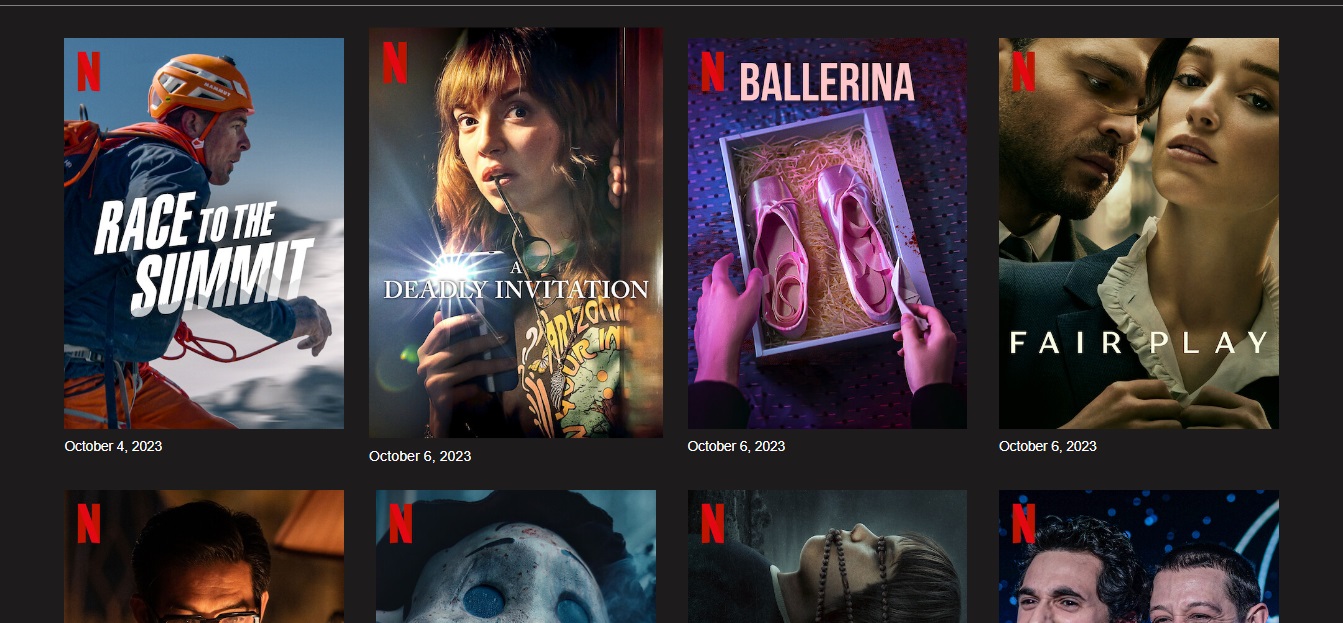 N
RACE TO THE
SUMMIT
October 4, 2023
N
A
DEADLY INVITATION
ARIZONA
October 6, 2023
N
BALLERINA
October 6, 2023
N
FAIR PLAY
October 6, 2023
N
N
N
N